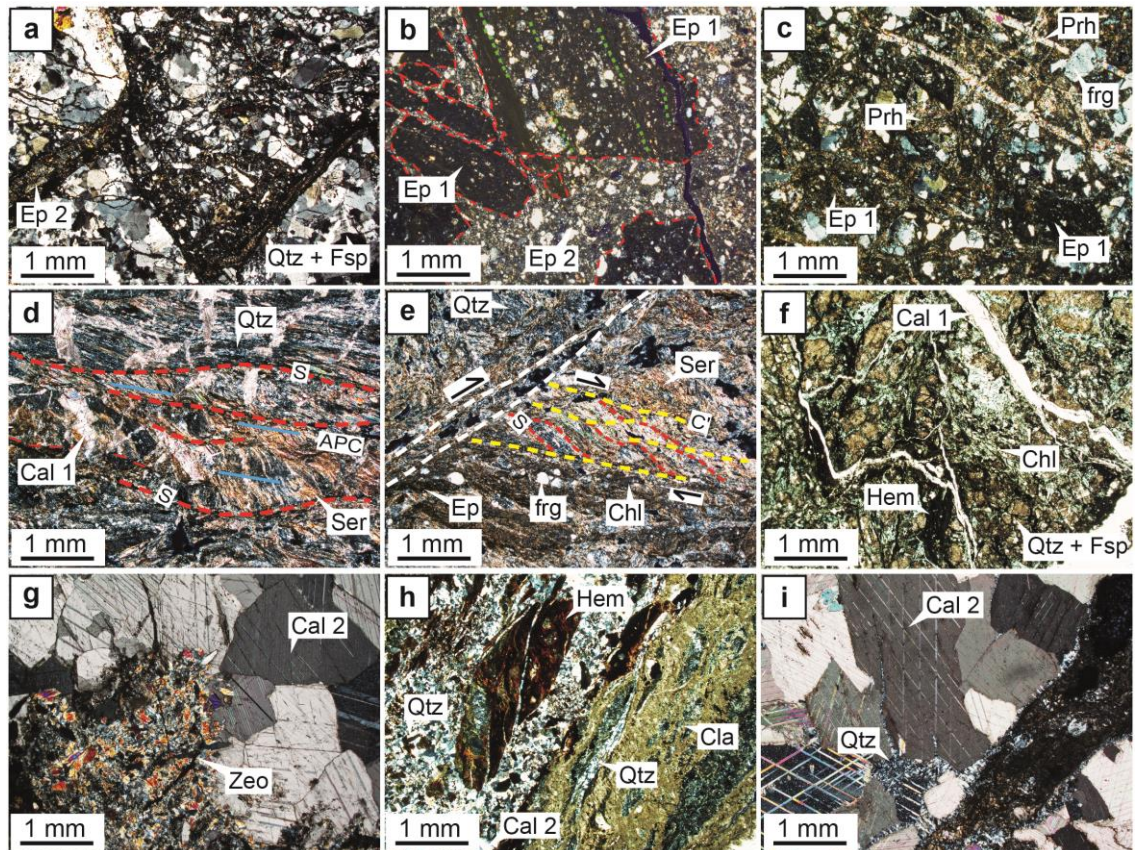 a
Ep 2
Qtz + Fsp
1 mm
b
Ep 1
Ep 1
Ep 2
1 mm
c
Prh
frg
Prh
Ep 1
Ep 1
1 mm
d
Qtz
S
APC
Cal 1
S
Ser
1 mm
e
Qtz
Ser
S
C'
Ep
frg
Chl
1 mm
f
Cal 1
Chl
Hem
Qtz + Fsp
1 mm
g
Cal 2
Zeo
1 mm
h
Hem
Qtz
Cla
Qtz
Cal 2
1 mm
i
Cal 2
Qtz
1 mm